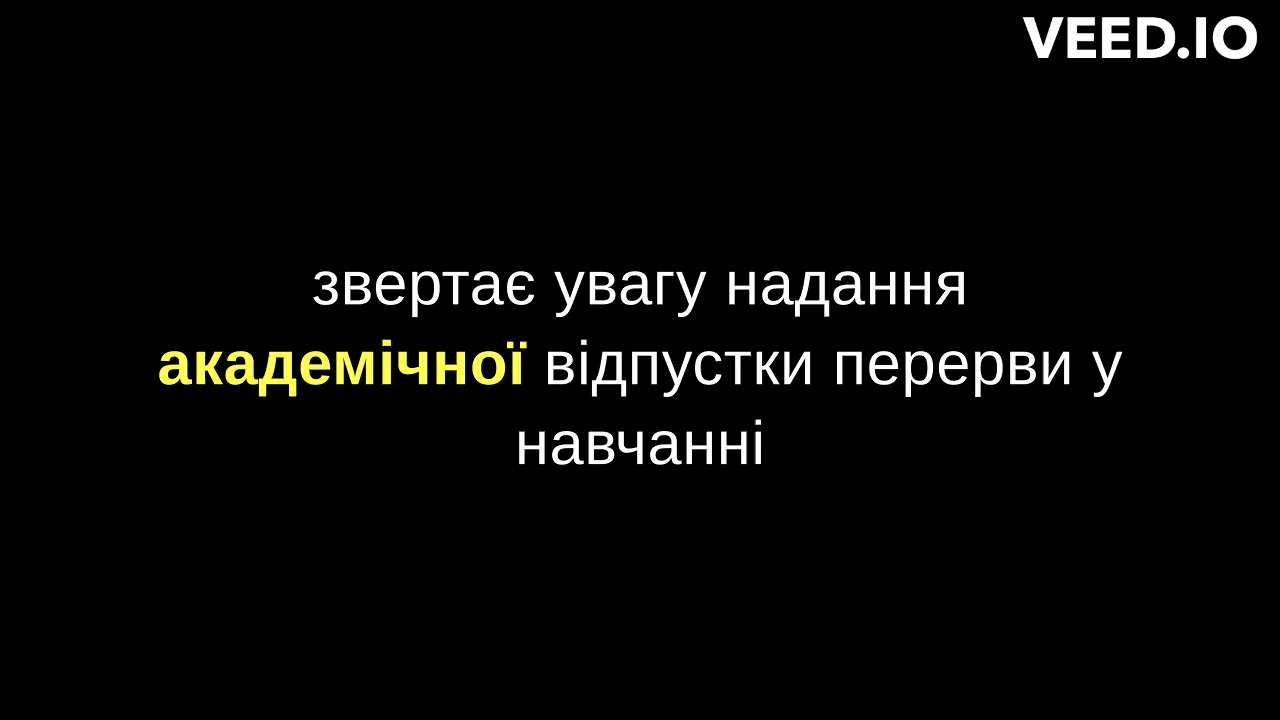 VEED.IO
звертає увагу надання
академічної відпустки перерви у
навчанні